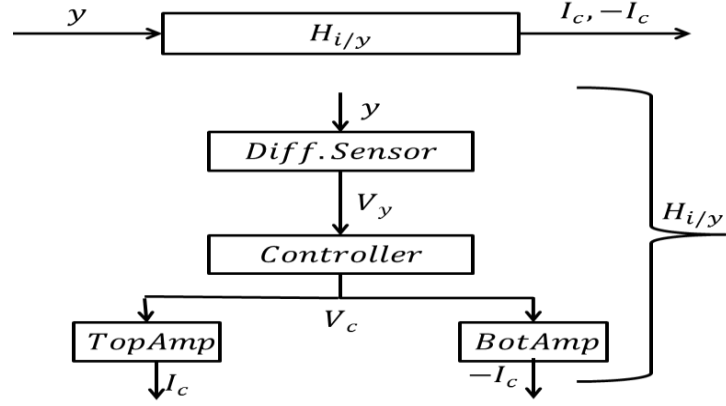 y
H_{i/y}
I_c, −I_c
y
Diff.Sensor
V_y
H_{i/y}
Controller
V_c
TopAmp
BotAmp
I_c
−I_c